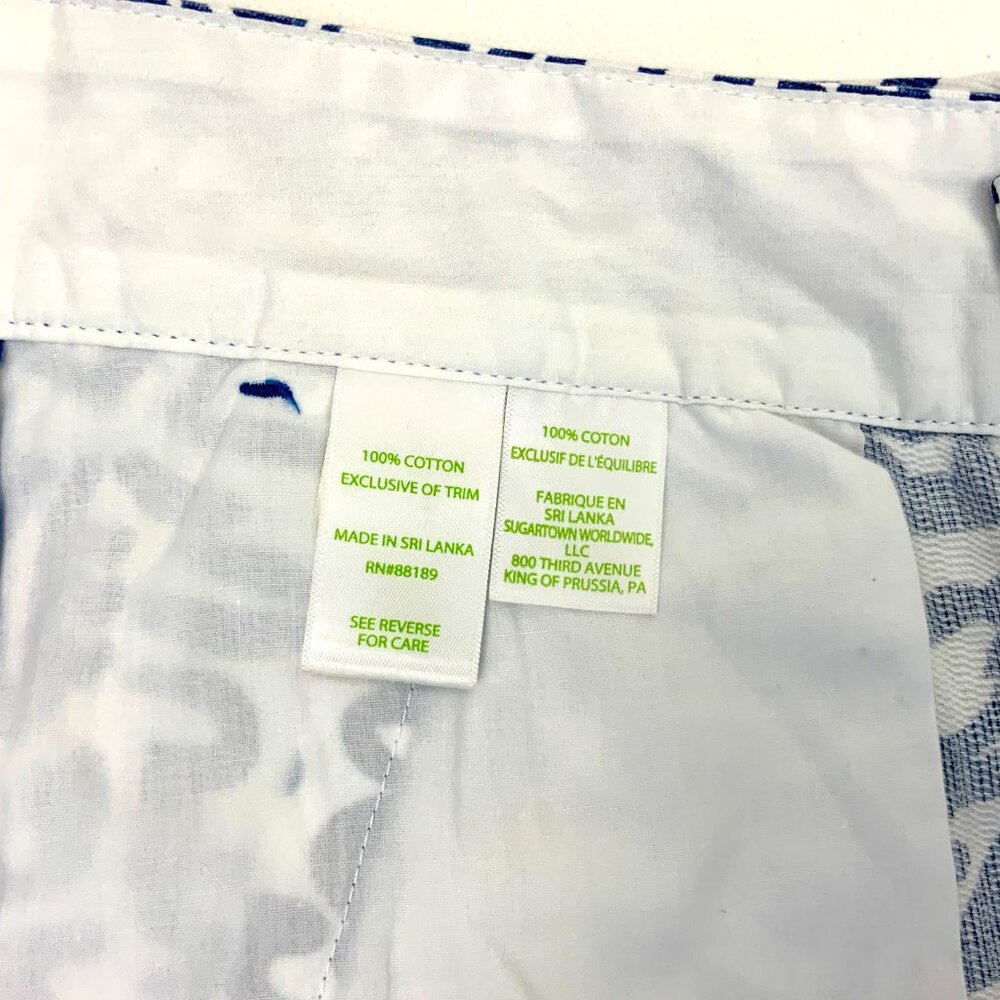 100% COTTON
EXCLUSIVE OF TRIM
MADE IN SRI LANKA
RN#88189
SEE REVERSE
FOR CARE
100% COTON
EXCLUSIF DE L'ÉQUILIBRE
FABRIQUE EN
SRI LANKA
SUGARTOWN WORLDWIDE,
LLC
800 THIRD AVENUE
KING OF PRUSSIA, PA